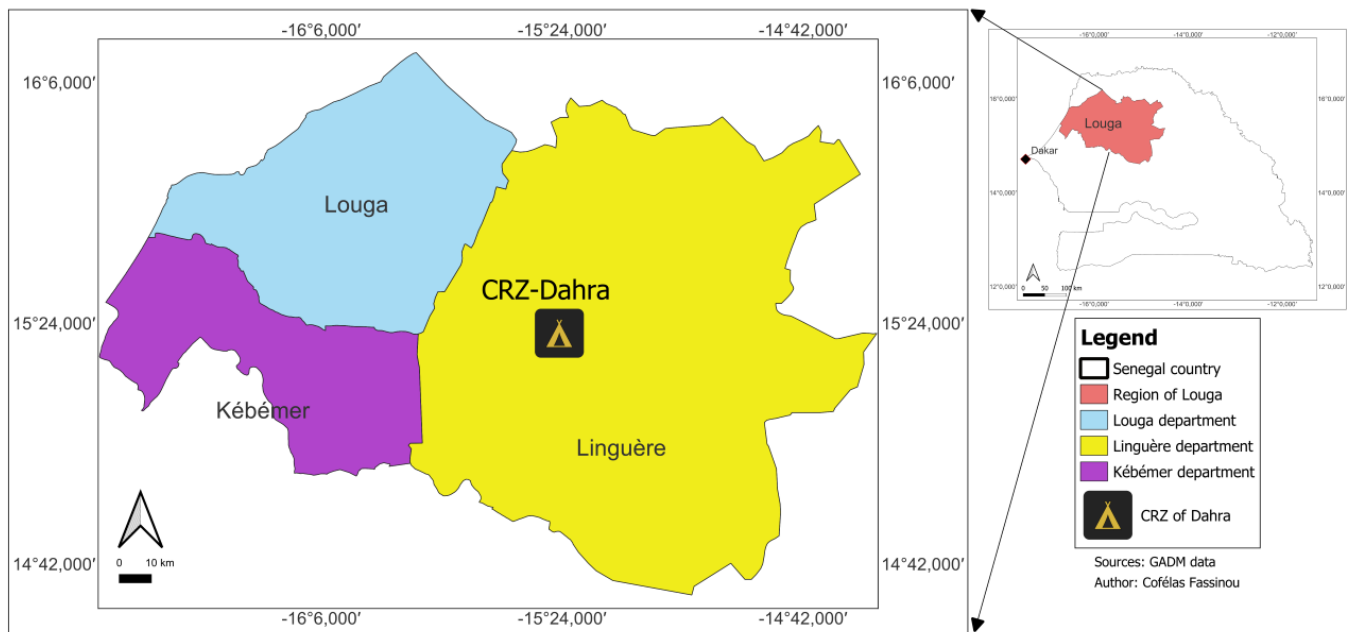 -16°6,000′
-15°24,000′
-14°42,000′
16°6,000′
16°6,000′
Louga
CRZ-Dahra
15°24,000′
15°24,000′
Kébémer
Linguère
0 10 km
14°42,000′
14°42,000′
-16°6,000′
-15°24,000′
-14°42,000′
-16°0,000′
-14°0,000′
-12°0,000′
16°0,000′
16°0,000′
Louga
Dakar
14°0,000′
14°0,000′
0 50 100 km
12°0,000′
12°0,000′
-16°0,000′
-14°0,000′
-12°0,000′
Legend
Senegal country
Region of Louga
Louga department
Linguère department
Kébémer department
CRZ of Dahra
Sources: GADM data
Author: Cofélas Fassinou